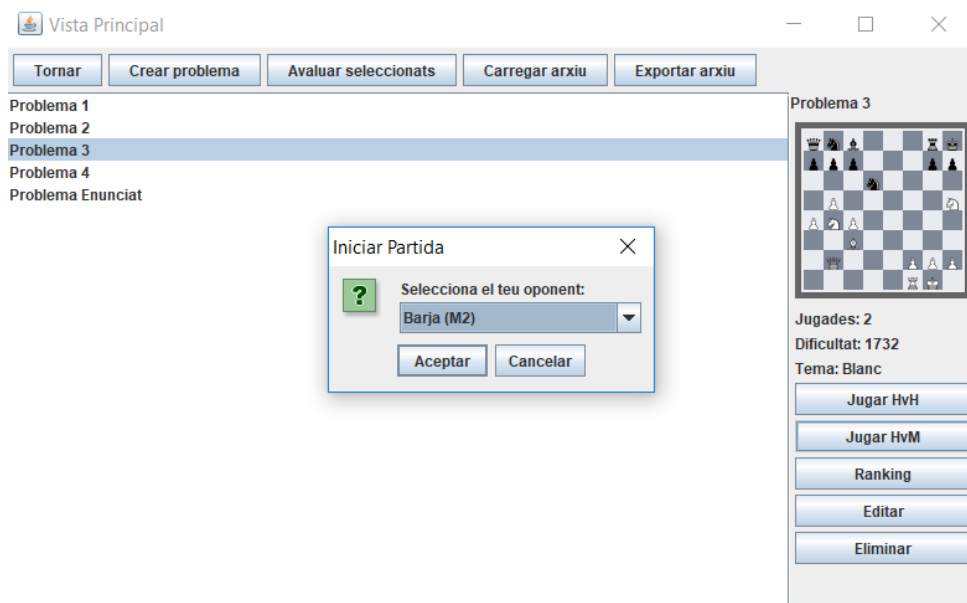 Vista Principal
Tornar
Crear problema
Avaluar seleccionats
Carregar arxiu
Exportar arxiu
Problema 1
Problema 2
Problema 3
Problema 4
Problema Enunciat
Problema 3
Iniciar Partida
?
Selecciona el teu oponent:
Barja (M2)
Aceptar
Cancelar
Jugades: 2
Dificultat: 1732
Tema: Blanc
Jugar HvH
Jugar HvM
Ranking
Editar
Eliminar